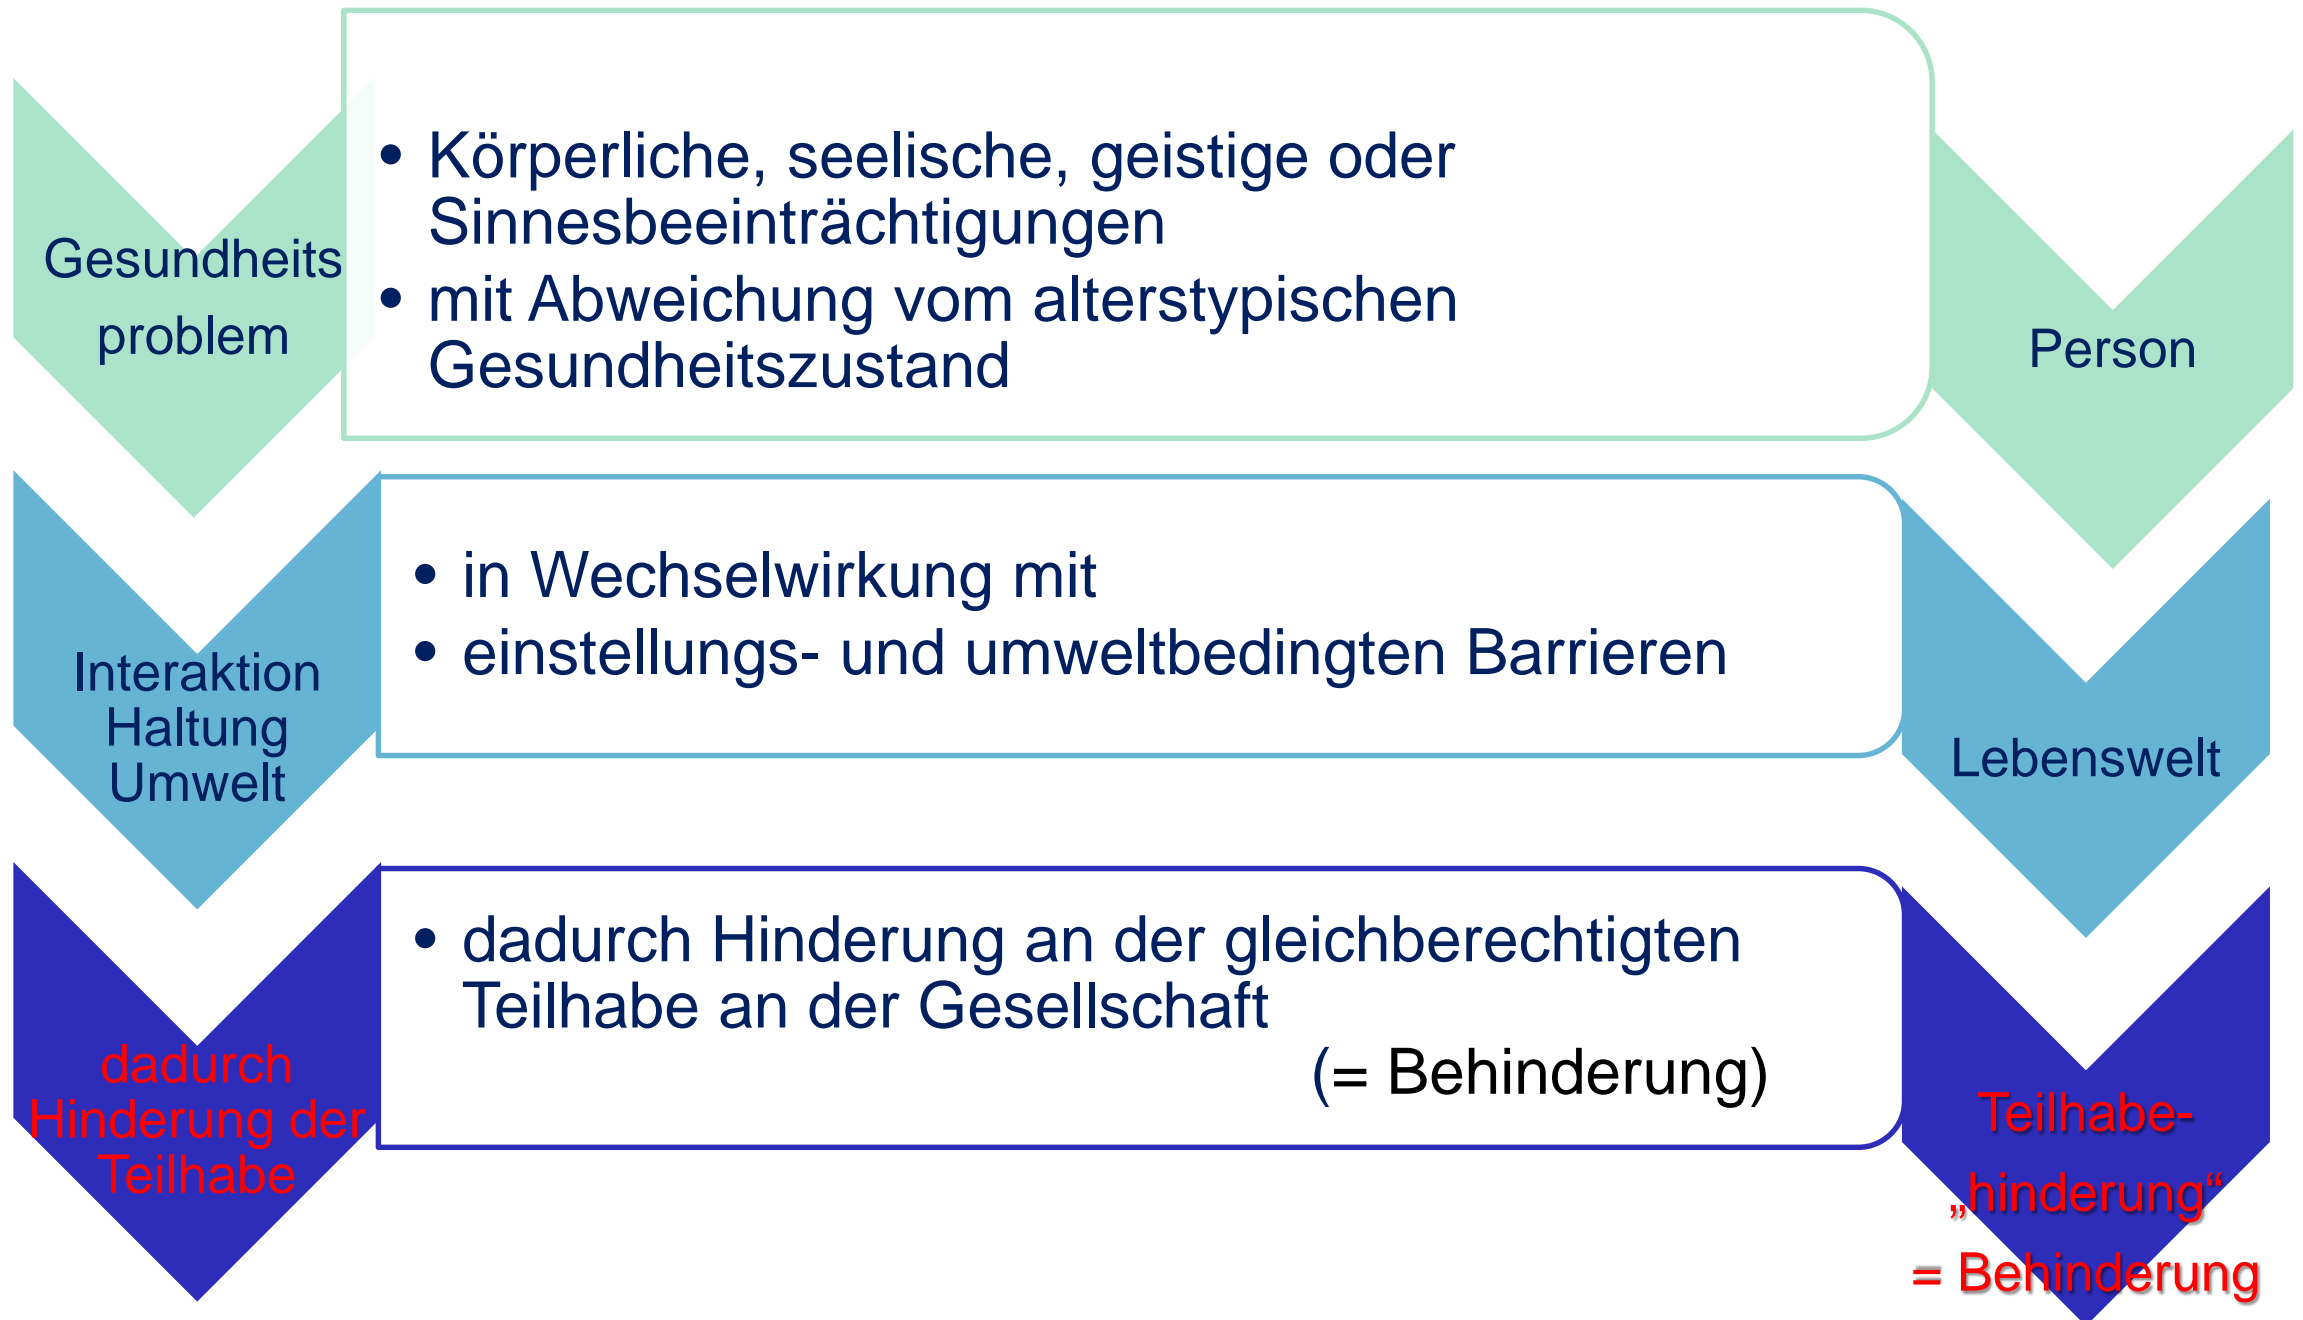 Gesundheits
problem
• Körperliche, seelische, geistige oder
Sinnesbeeinträchtigungen
• mit Abweichung vom alterstypischen
Gesundheitszustand
Person
Interaktion
Haltung
Umwelt
• in Wechselwirkung mit
• einstellungs- und umweltbedingten Barrieren
Lebenswelt
dadurch
Hinderung der
Teilhabe
• dadurch Hinderung an der gleichberechtigten
Teilhabe an der Gesellschaft
(= Behinderung)
Teilhabe-
„hinderung“
= Behinderung